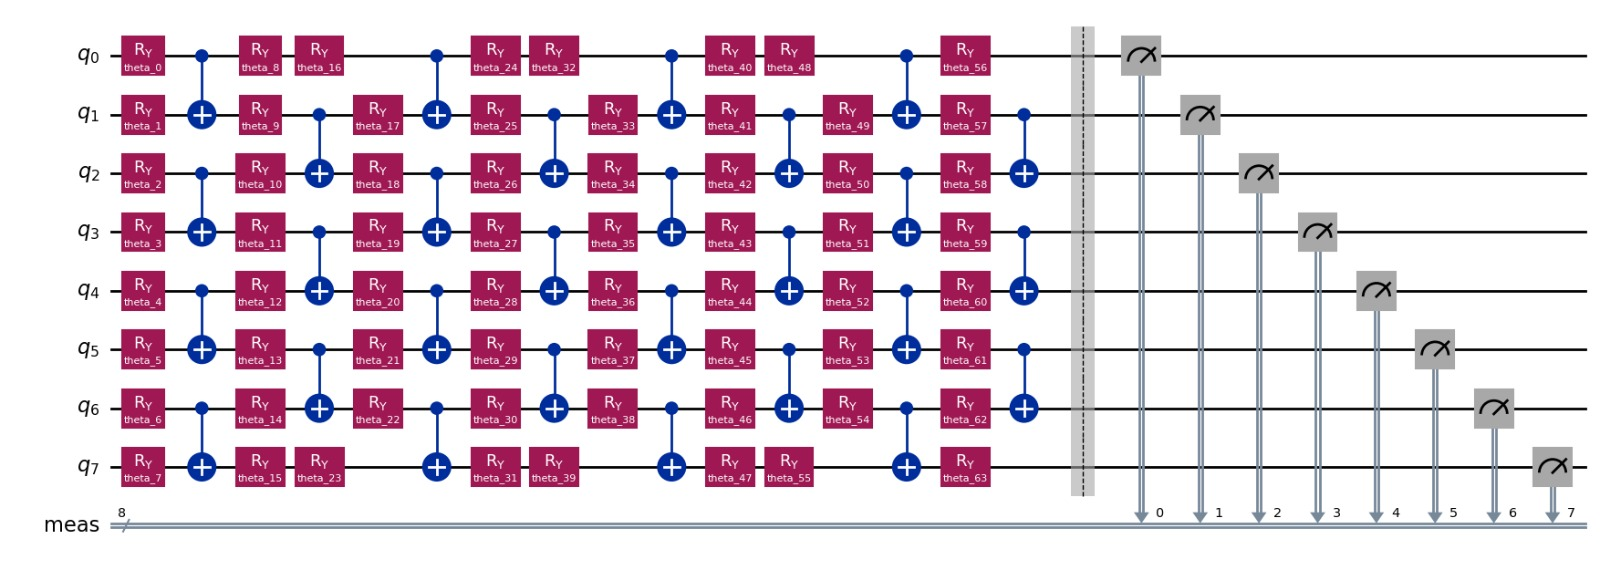 q0 RY theta_0 RY theta_8 RY theta_16 RY theta_24 RY theta_32 RY theta_40 RY theta_48 RY theta_56
q1 RY theta_1 RY theta_9 RY theta_17 RY theta_25 RY theta_33 RY theta_41 RY theta_49 RY theta_57
q2 RY theta_2 RY theta_10 RY theta_18 RY theta_26 RY theta_34 RY theta_42 RY theta_50 RY theta_58
q3 RY theta_3 RY theta_11 RY theta_19 RY theta_27 RY theta_35 RY theta_43 RY theta_51 RY theta_59
q4 RY theta_4 RY theta_12 RY theta_20 RY theta_28 RY theta_36 RY theta_44 RY theta_52 RY theta_60
q5 RY theta_5 RY theta_13 RY theta_21 RY theta_29 RY theta_37 RY theta_45 RY theta_53 RY theta_61
q6 RY theta_6 RY theta_14 RY theta_22 RY theta_30 RY theta_38 RY theta_46 RY theta_54 RY theta_62
q7 RY theta_7 RY theta_15 RY theta_23 RY theta_31 RY theta_39 RY theta_47 RY theta_55 RY theta_63
meas 8 0 1 2 3 4 5 6 7